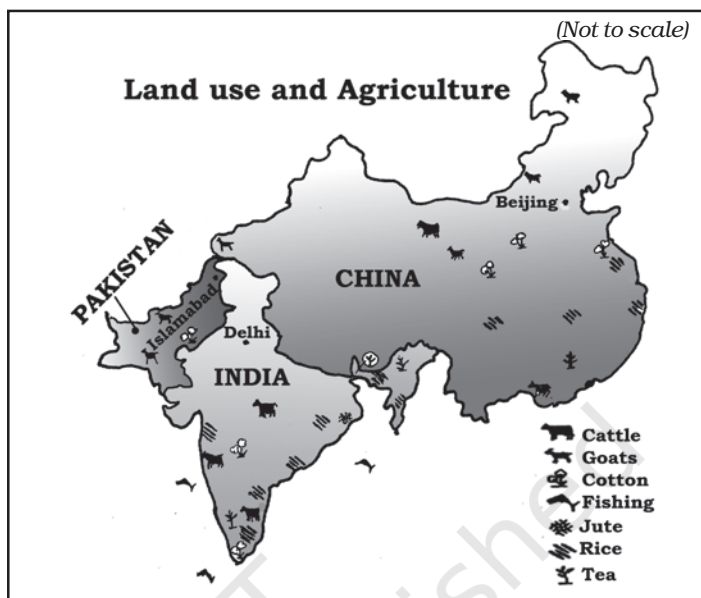 (Not to scale)
Land use and Agriculture
Beijing
PAKISTAN
Islamabad
CHINA
Delhi
INDIA
Cattle
Goats
Cotton
Fishing
Jute
Rice
Tea